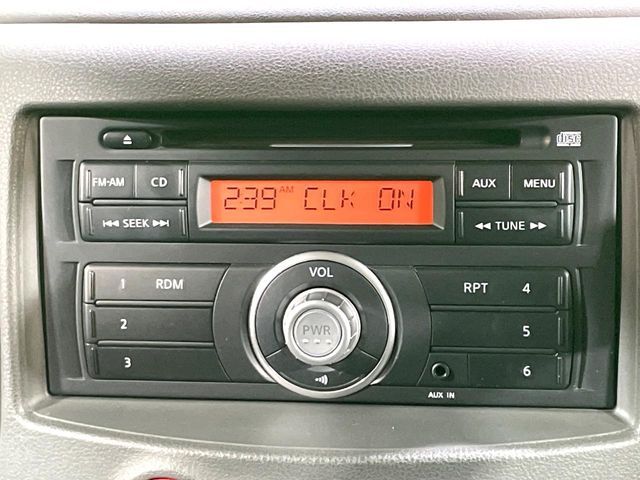 disc
FM·AM CD 2:39 AM CLK ON AUX MENU
SEEK TUNE
VOL
1 RDM RPT 4
2 PWR 5
3 6
AUX IN